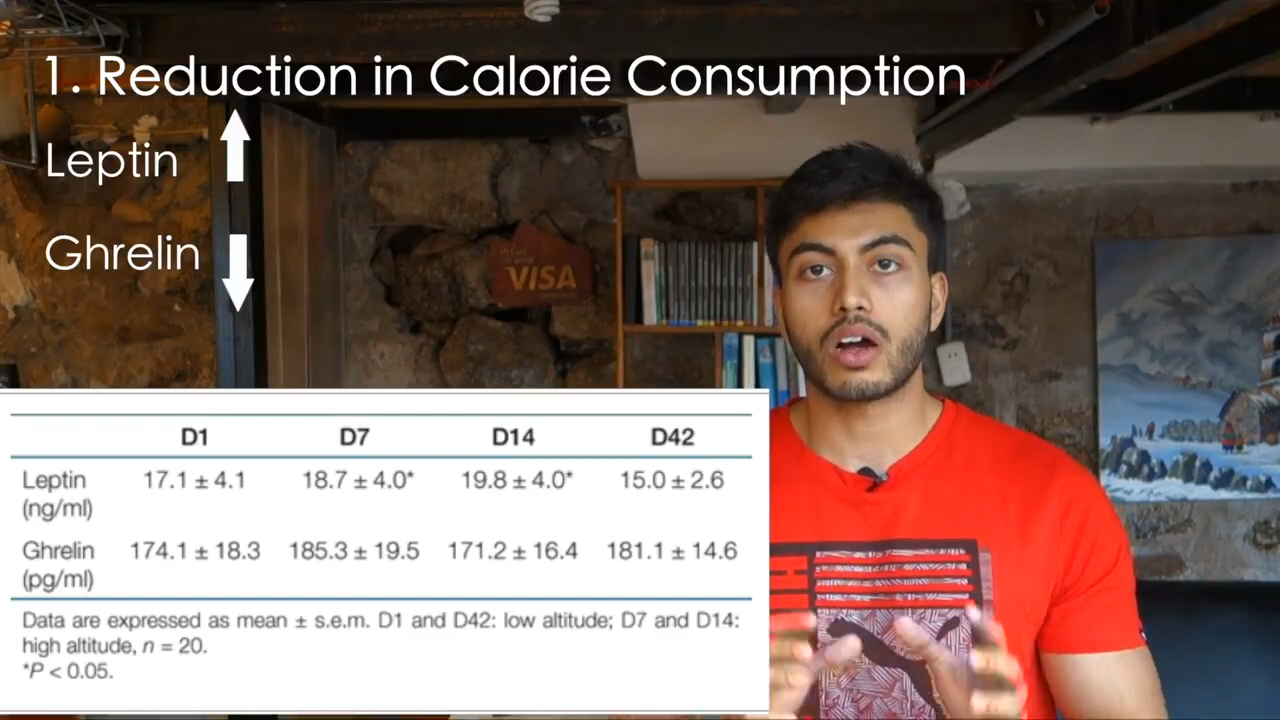 1. Reduction in Calorie Consumption
Leptin
Ghrelin
VISA
D1 D7 D14 D42
Leptin (ng/ml) 17.1 ± 4.1 18.7 ± 4.0* 19.8 ± 4.0* 15.0 ± 2.6
Ghrelin (pg/ml) 174.1 ± 18.3 185.3 ± 19.5 171.2 ± 16.4 181.1 ± 14.6
Data are expressed as mean ± s.e.m. D1 and D42: low altitude; D7 and D14:
high altitude, n = 20.
*P < 0.05.